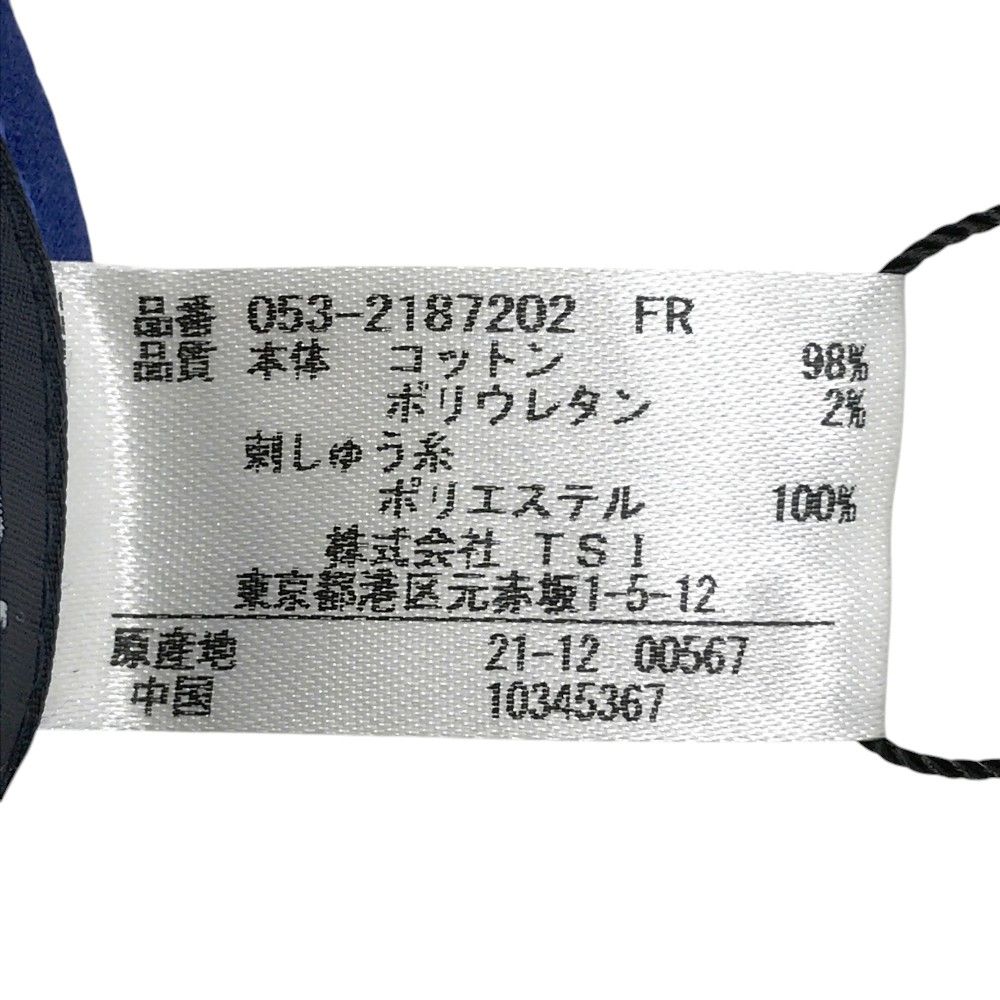 品番 053-2187202 FR
品質 本体 コットン 98%
ポリウレタン 2%
刺しゅう糸
ポリエステル 100%
株式会社 TSI
東京都港区元赤坂1-5-12
原産地 21-12 00567
中国 10345367